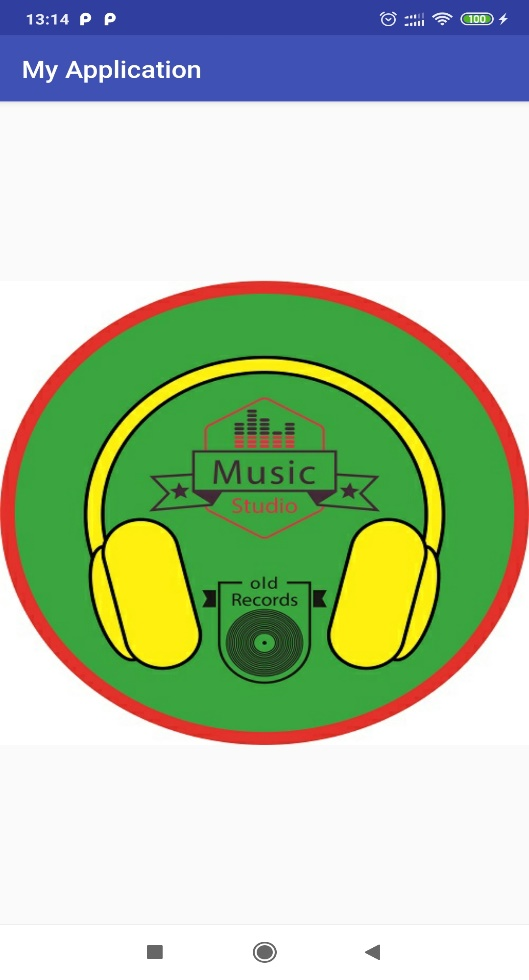 13:14 P P 100
My Application
Music
Studio
old
Records